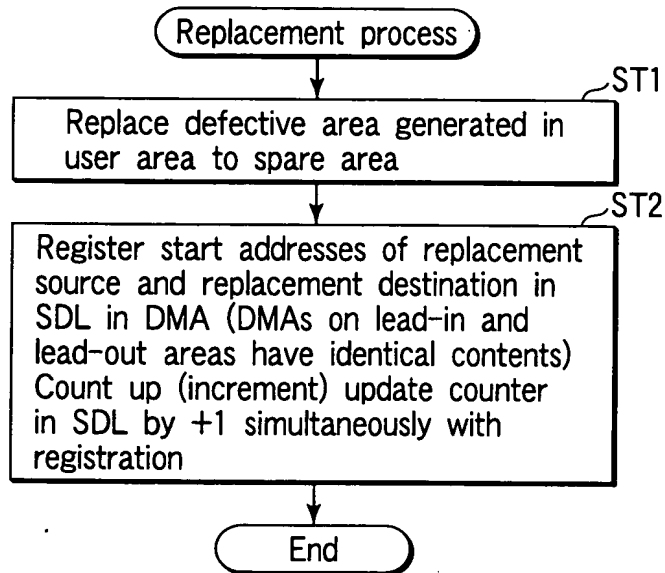 Replacement process
ST1
Replace defective area generated in
user area to spare area
ST2
Register start addresses of replacement
source and replacement destination in
SDL in DMA (DMAs on lead-in and
lead-out areas have identical contents)
Count up (increment) update counter
in SDL by +1 simultaneously with
registration
End